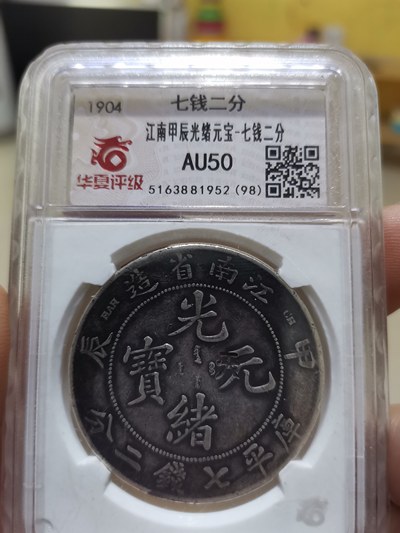 1904
七钱二分
江南甲辰光绪元宝-七钱二分
华夏评级
AU50
5163881952 (98)
江南省造
甲辰
光緒元寶
庫平七錢二分